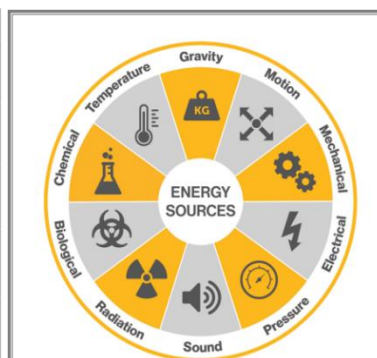 Gravity
Motion
Mechanical
Electrical
Pressure
Sound
Radiation
Biological
Chemical
Temperature
KG
ENERGY
SOURCES